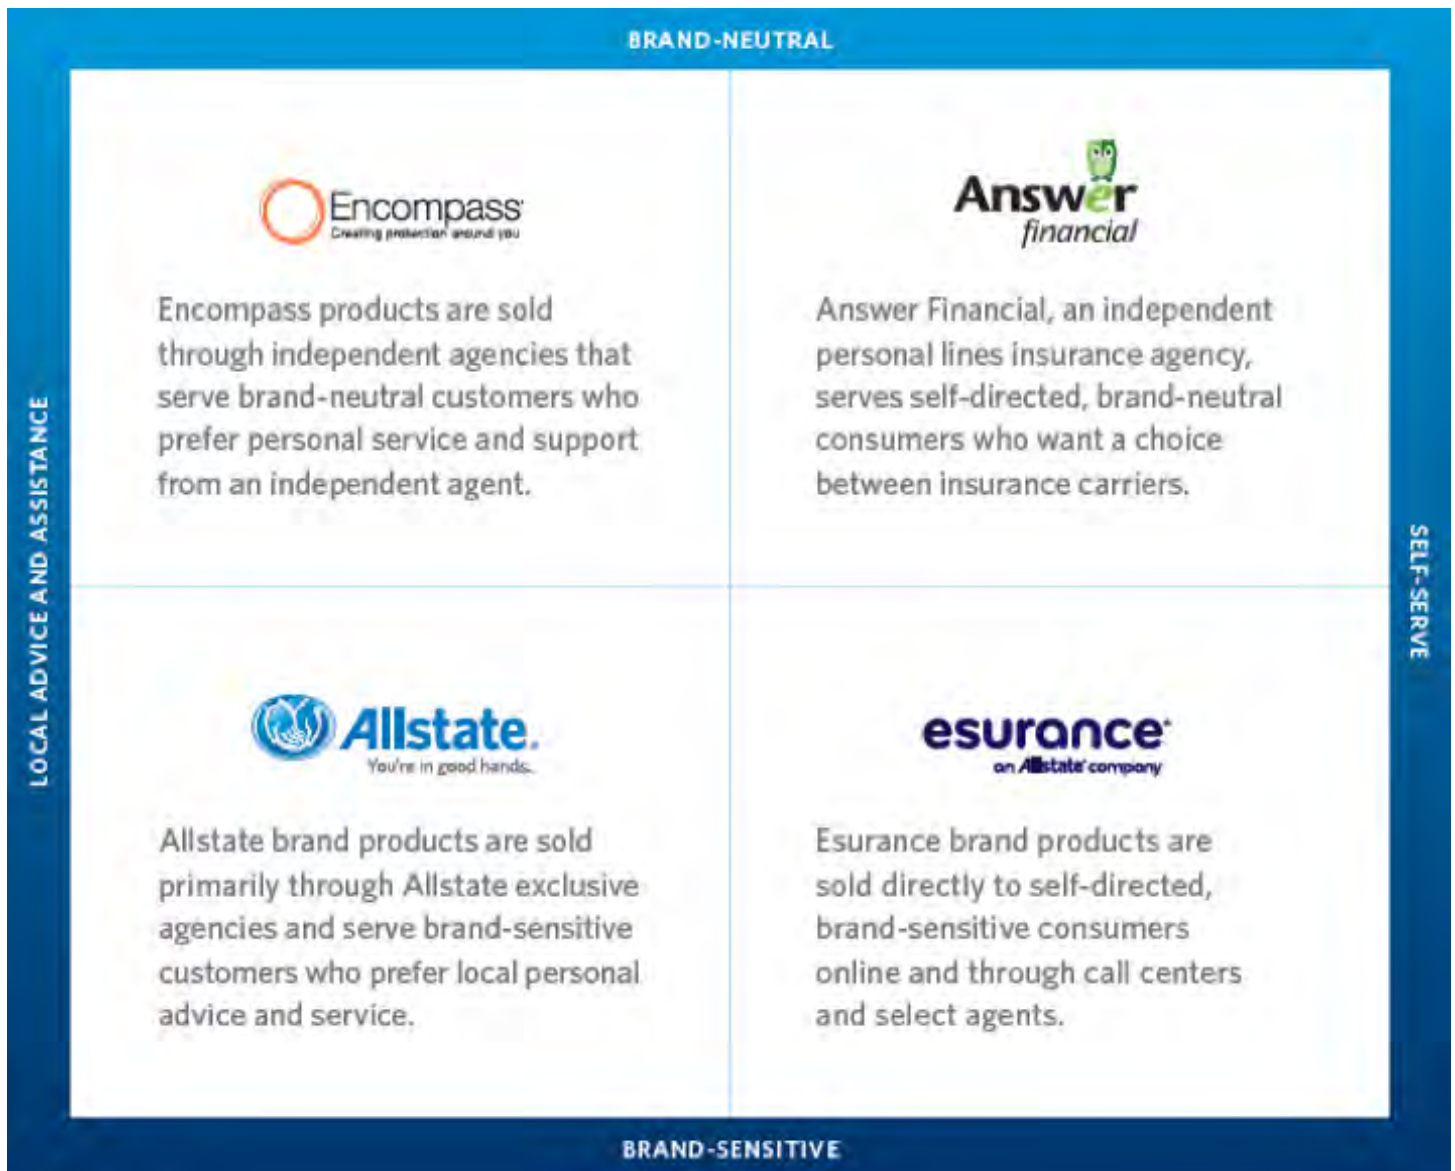 BRAND-NEUTRAL
LOCAL ADVICE AND ASSISTANCE
Encompass
Creating protection around you
Encompass products are sold
through independent agencies that
serve brand-neutral customers who
prefer personal service and support
from an independent agent.
Answer
financial
Answer Financial, an independent
personal lines insurance agency,
serves self-directed, brand-neutral
consumers who want a choice
between insurance carriers.
Allstate.
You're in good hands.
Allstate brand products are sold
primarily through Allstate exclusive
agencies and serve brand-sensitive
customers who prefer local personal
advice and service.
esurance
an Allstate company
Esurance brand products are
sold directly to self-directed,
brand-sensitive consumers
online and through call centers
and select agents.
SELF-SERVE
BRAND-SENSITIVE